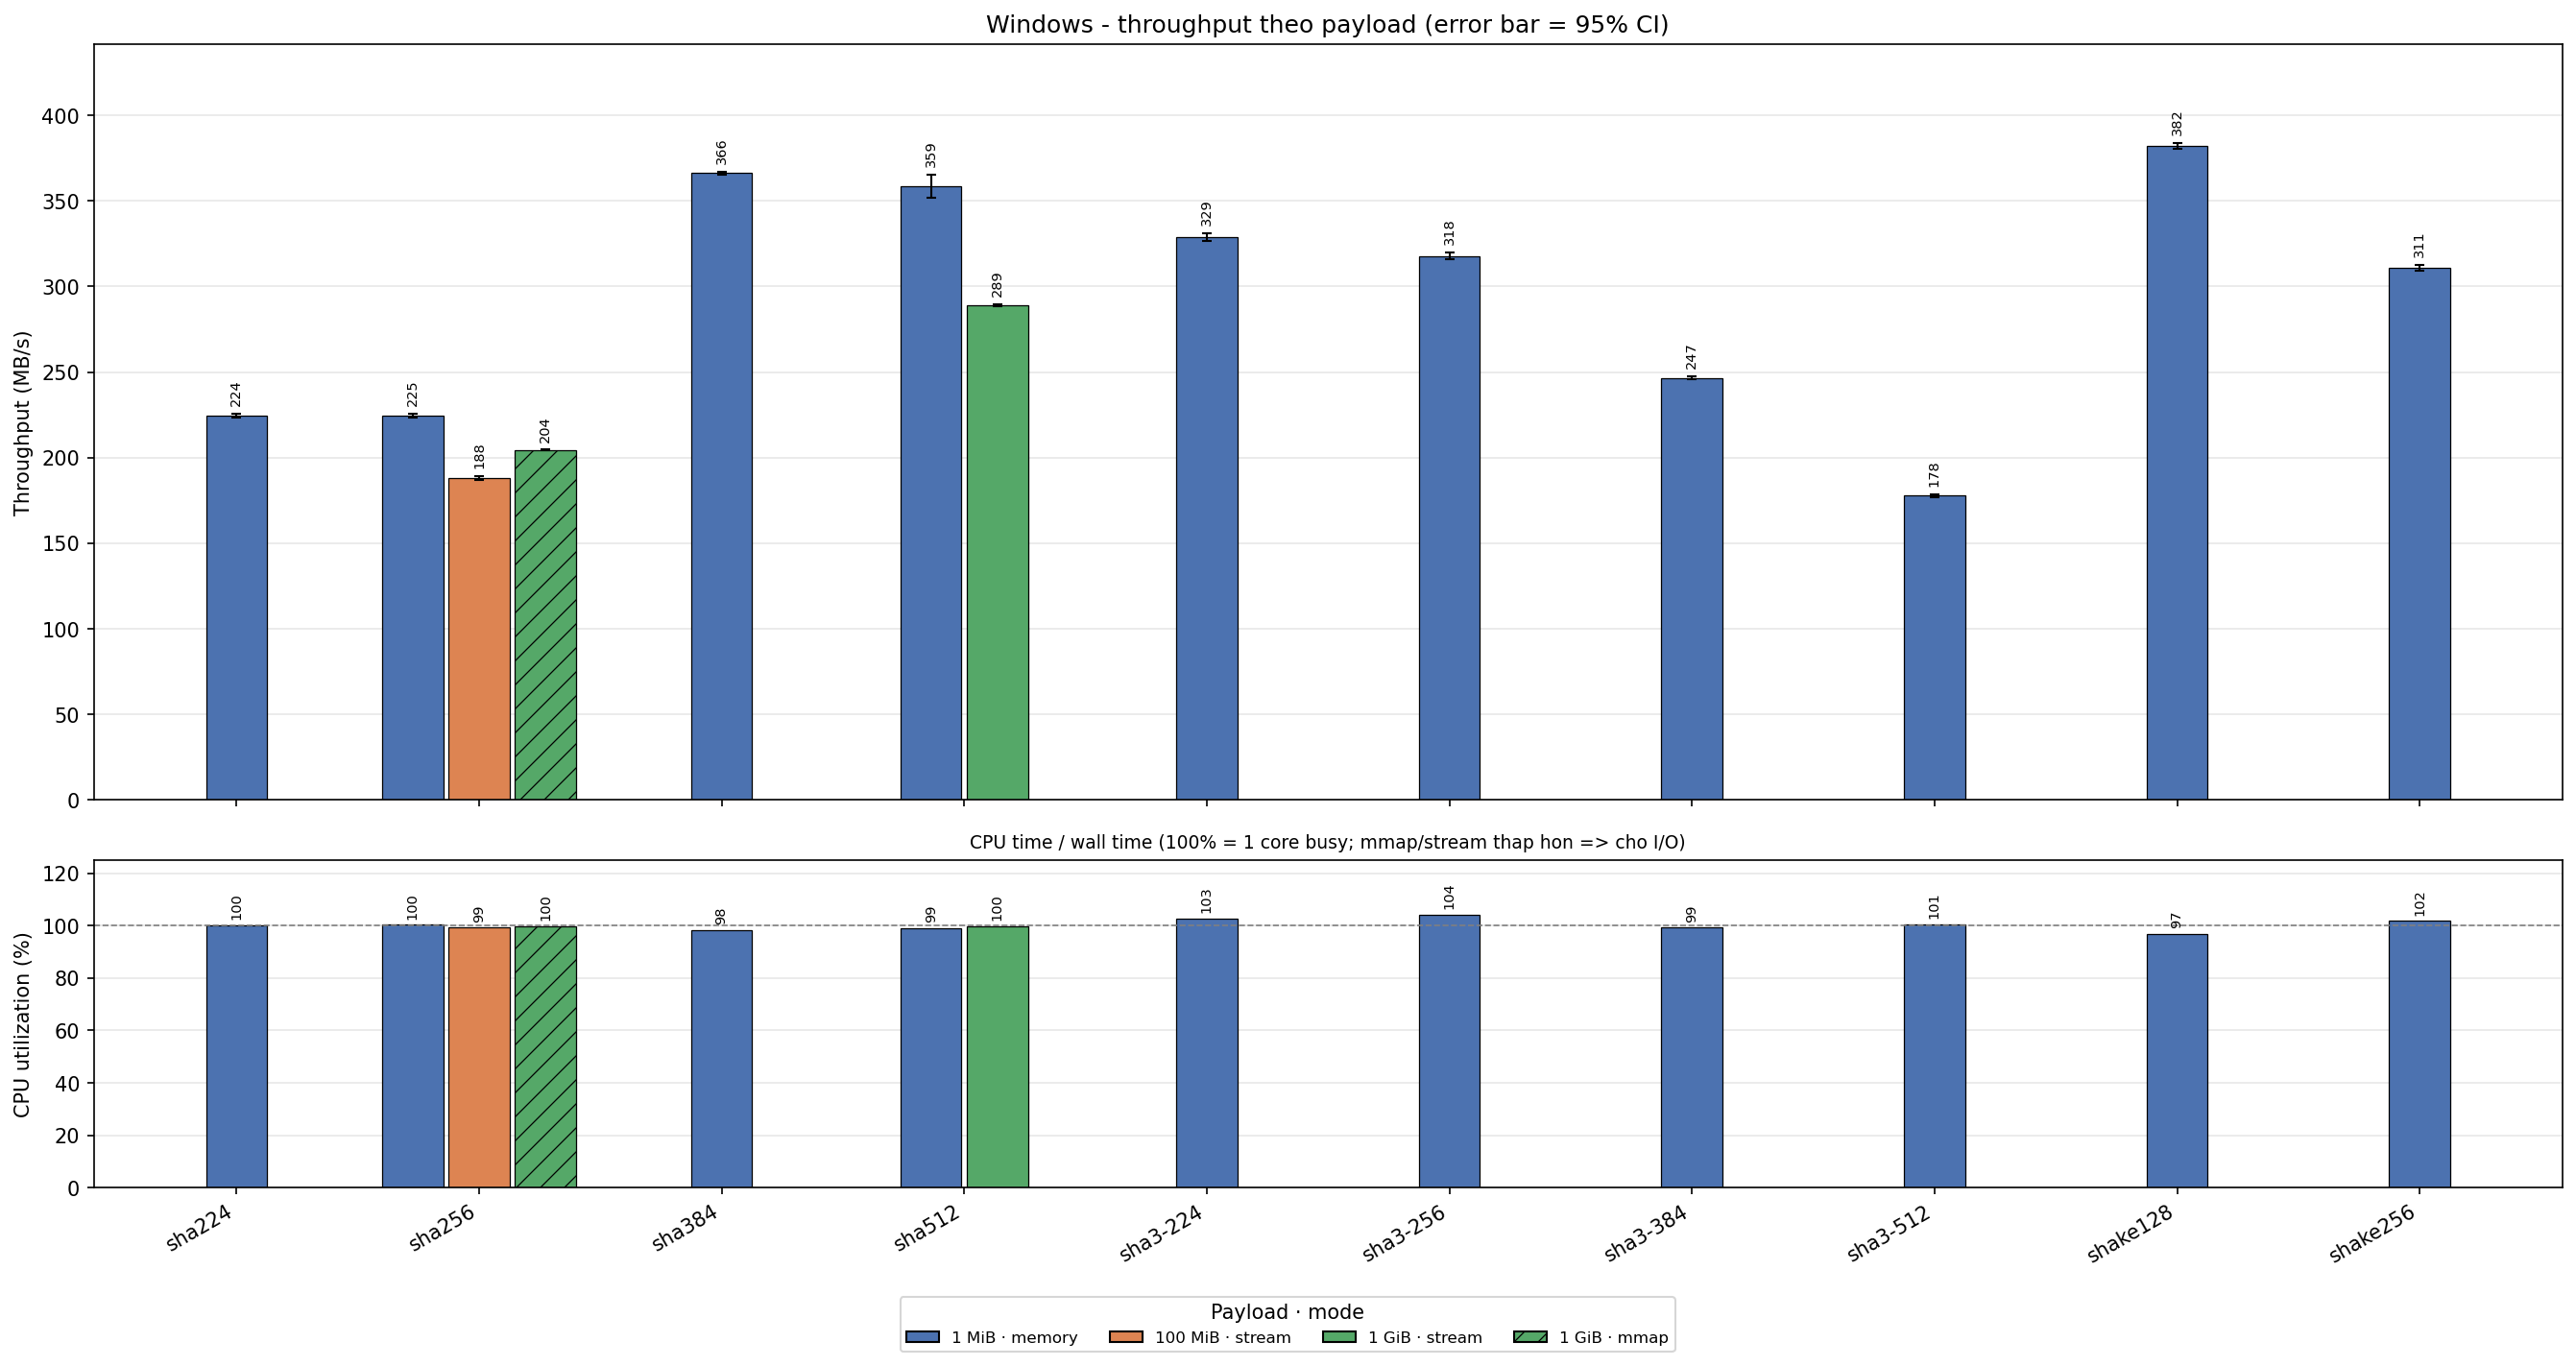 Windows - throughput theo payload (error bar = 95% CI)
Throughput (MB/s)
400
350
300
250
200
150
100
50
0
224
225
188
204
366
359
289
329
318
247
178
382
311
CPU time / wall time (100% = 1 core busy; mmap/stream thap hon => cho I/O)
CPU utilization (%)
120
100
80
60
40
20
0
100
100
99
100
98
99
100
103
104
99
101
97
102
sha224
sha256
sha384
sha512
sha3-224
sha3-256
sha3-384
sha3-512
shake128
shake256
Payload · mode
1 MiB · memory
100 MiB · stream
1 GiB · stream
1 GiB · mmap